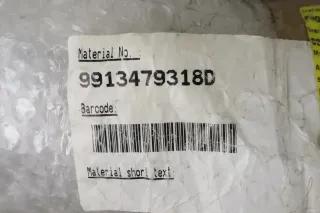 Material No. :
9913479318D
Barcode:
Material short text: